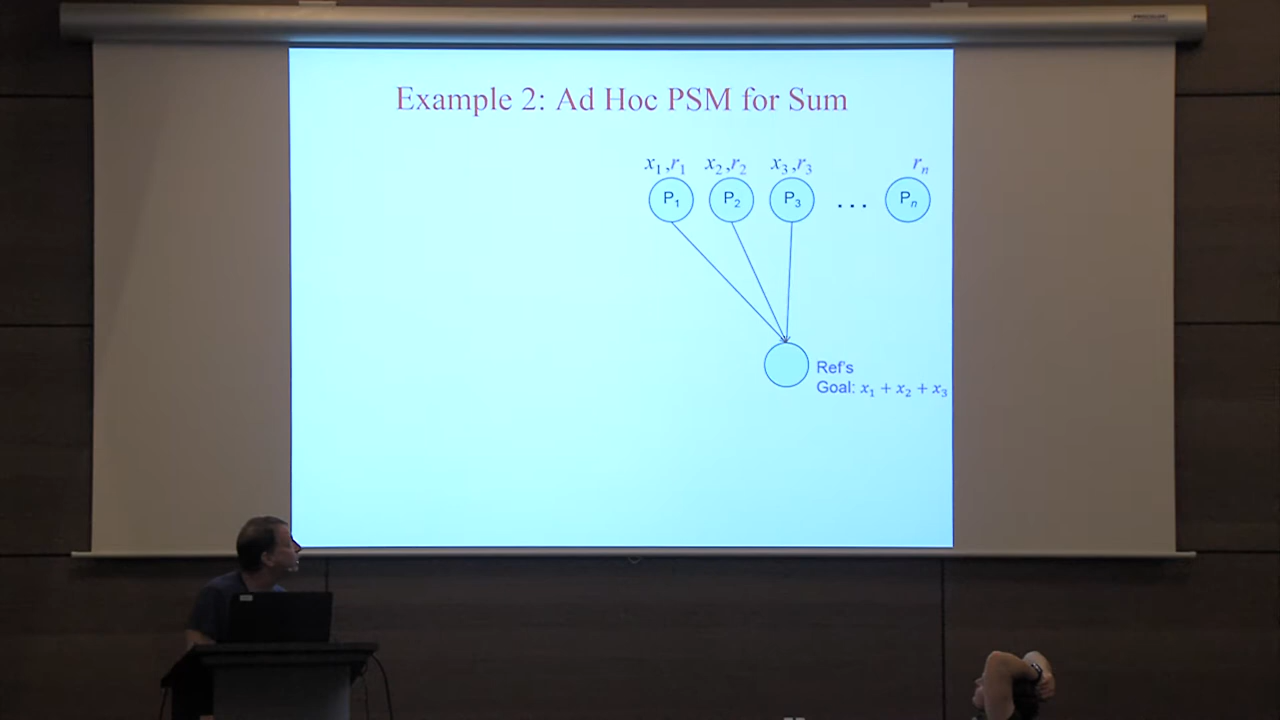 Example 2: Ad Hoc PSM for Sum
x₁,r₁ x₂,r₂ x₃,r₃ rₙ
P₁ P₂ P₃ ... Pₙ
Ref's
Goal: x₁ + x₂ + x₃